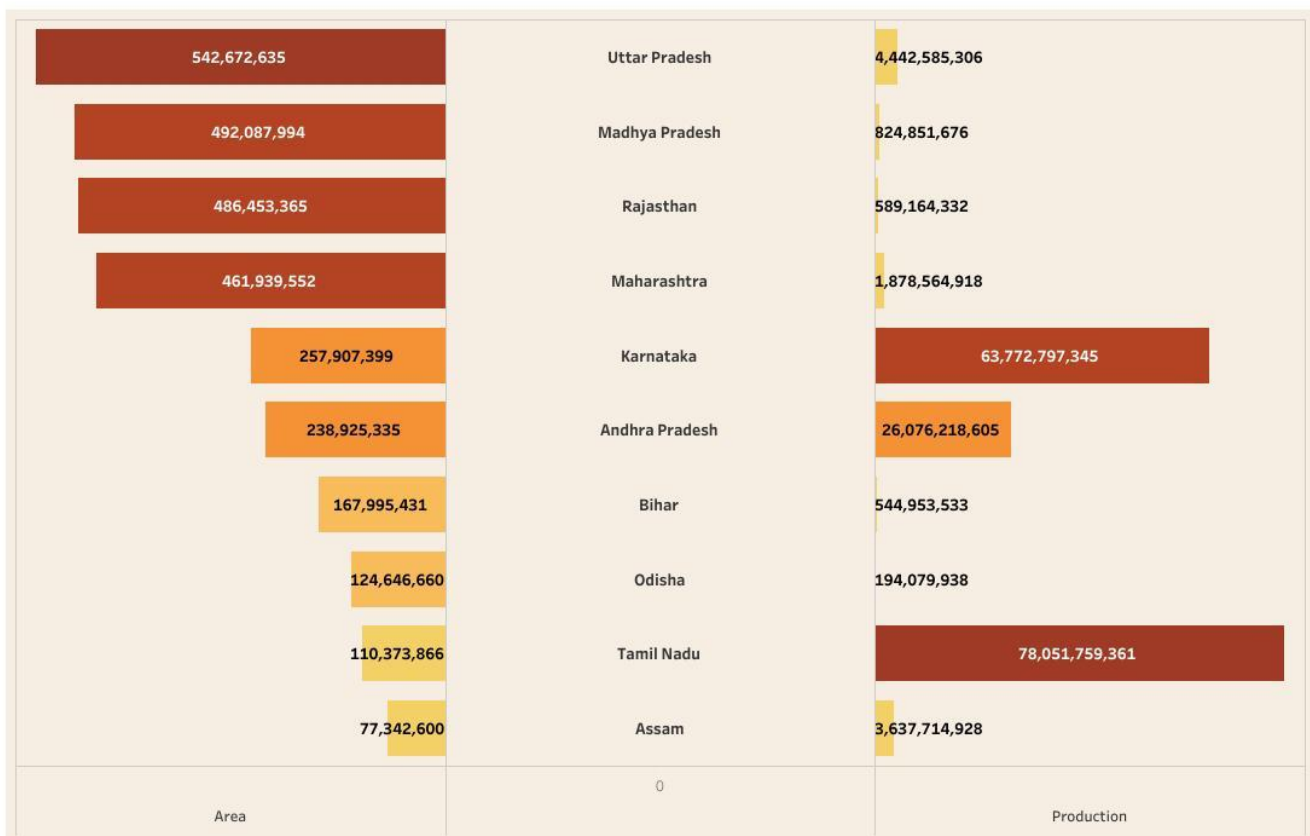 542,672,635 Uttar Pradesh 4,442,585,306
492,087,994 Madhya Pradesh 824,851,676
486,453,365 Rajasthan 589,164,332
461,939,552 Maharashtra 1,878,564,918
257,907,399 Karnataka 63,772,797,345
238,925,335 Andhra Pradesh 26,076,218,605
167,995,431 Bihar 544,953,533
124,646,660 Odisha 194,079,938
110,373,866 Tamil Nadu 78,051,759,361
77,342,600 Assam 3,637,714,928
0
Area Production